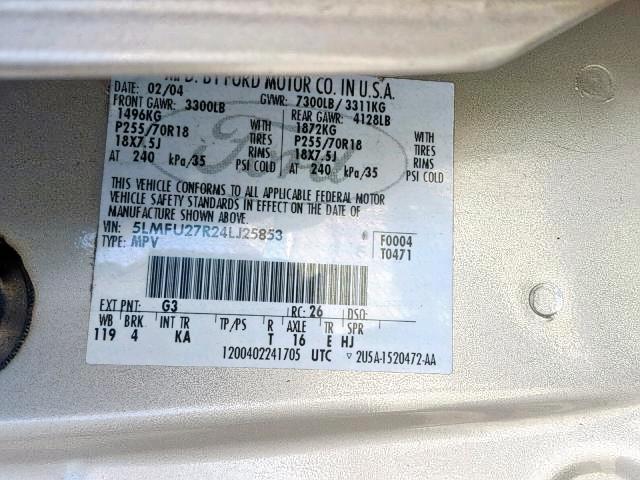 MFD. BY FORD MOTOR CO. IN U.S.A.
DATE: 02/04 GVWR: 7300LB/ 3311KG
FRONT GAWR: 3300LB REAR GAWR: 4128LB
1496KG WITH 1872KG WITH
P255/70R18 TIRES P255/70R18 TIRES
18X7.5J RIMS 18X7.5J RIMS
AT 240 kPa/35 PSI COLD AT 240 kPa/35 PSI COLD
Ford
THIS VEHICLE CONFORMS TO ALL APPLICABLE FEDERAL MOTOR
VEHICLE SAFETY STANDARDS IN EFFECT ON THE DATE OF
MANUFACTURE SHOWN ABOVE.
VIN: 5LMFU27R24LJ25853 F0004
TYPE: MPV T0471
EXT PNT: G3 RC: 26 DSO:
WB BRK INT TR TP/PS R AXLE TR SPR
119 4 KA T 16 E HJ
1200402241705 UTC ▽ 2U5A-1520472-AA